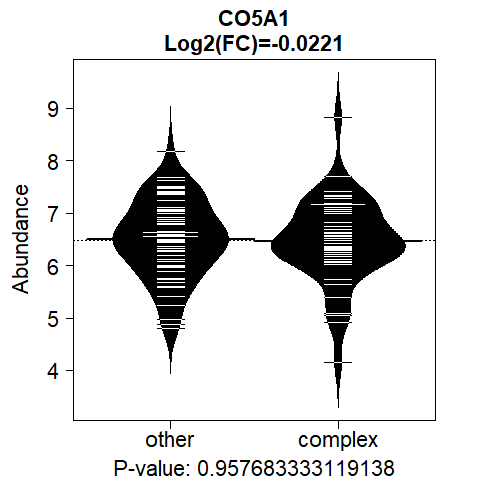 CO5A1
Log2(FC)=-0.0221
Abundance
9
8
7
6
5
4
other complex
P-value: 0.957683333119138